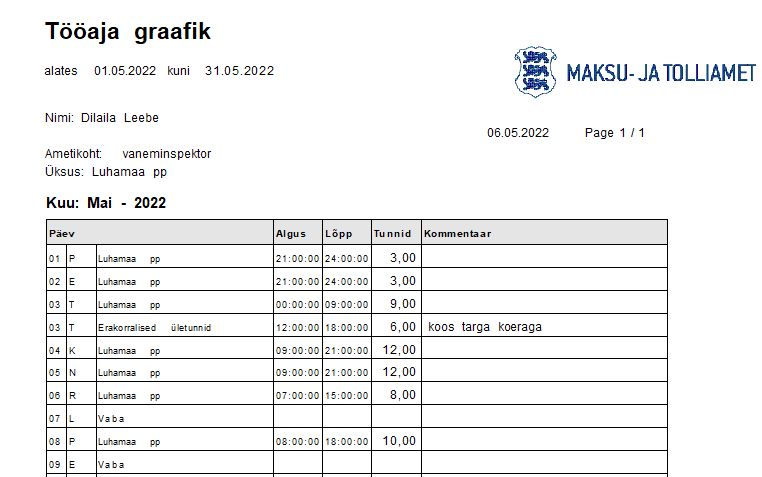 Tööaja graafik
alates 01.05.2022 kuni 31.05.2022
MAKSU- JA TOLLIAMET
Nimi: Dilaila Leebe
06.05.2022 Page 1 / 1
Ametikoht: vaneminspektor
Üksus: Luhamaa pp
Kuu: Mai - 2022
Päev Algus Lõpp Tunnid Kommentaar
01 P Luhamaa pp 21:00:00 24:00:00 3,00
02 E Luhamaa pp 21:00:00 24:00:00 3,00
03 T Luhamaa pp 00:00:00 09:00:00 9,00
03 T Erakorralised ületunnid 12:00:00 18:00:00 6,00 koos targa koeraga
04 K Luhamaa pp 09:00:00 21:00:00 12,00
05 N Luhamaa pp 09:00:00 21:00:00 12,00
06 R Luhamaa pp 07:00:00 15:00:00 8,00
07 L Vaba
08 P Luhamaa pp 08:00:00 18:00:00 10,00
09 E Vaba